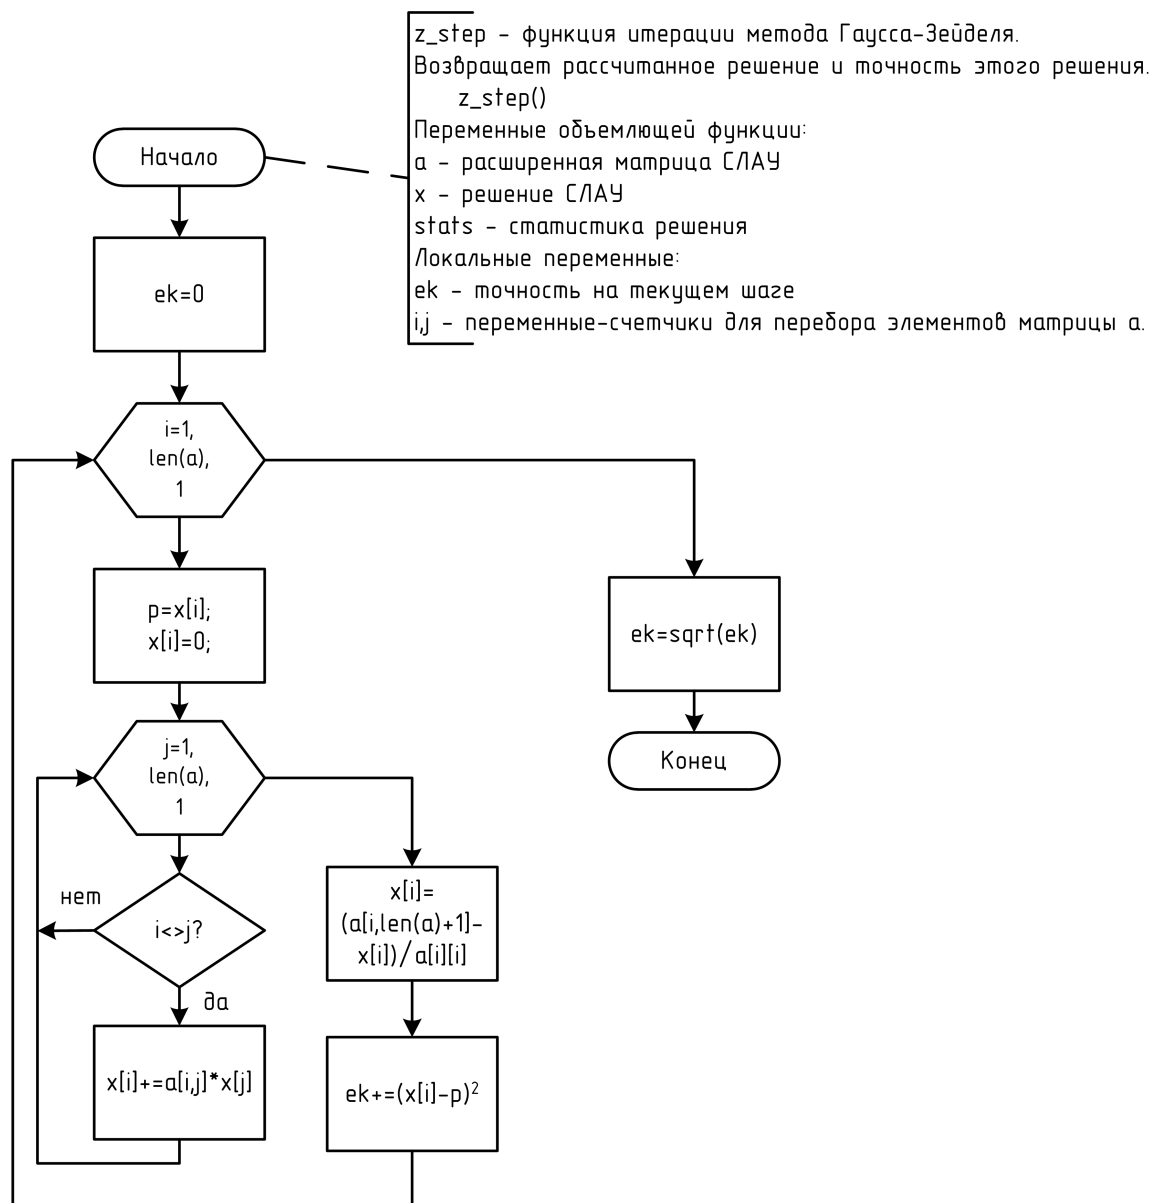 z_step - функция итерации метода Гаусса-Зейделя.
Возвращает рассчитанное решение и точность этого решения.
z_step()
Переменные объемлющей функции:
a - расширенная матрица СЛАУ
x - решение СЛАУ
stats - статистика решения
Локальные переменные:
ek - точность на текущем шаге
i,j - переменные-счетчики для перебора элементов матрицы a.
Начало
ek=0
i=1,
len(a),
1
p=x[i];
x[i]=0;
j=1,
len(a),
1
нет
i<>j?
да
x[i]+=a[i,j]*x[j]
x[i]=
(a[i,len(a)+1]-
x[i])/a[i][i]
ek+=(x[i]-p)²
ek=sqrt(ek)
Конец